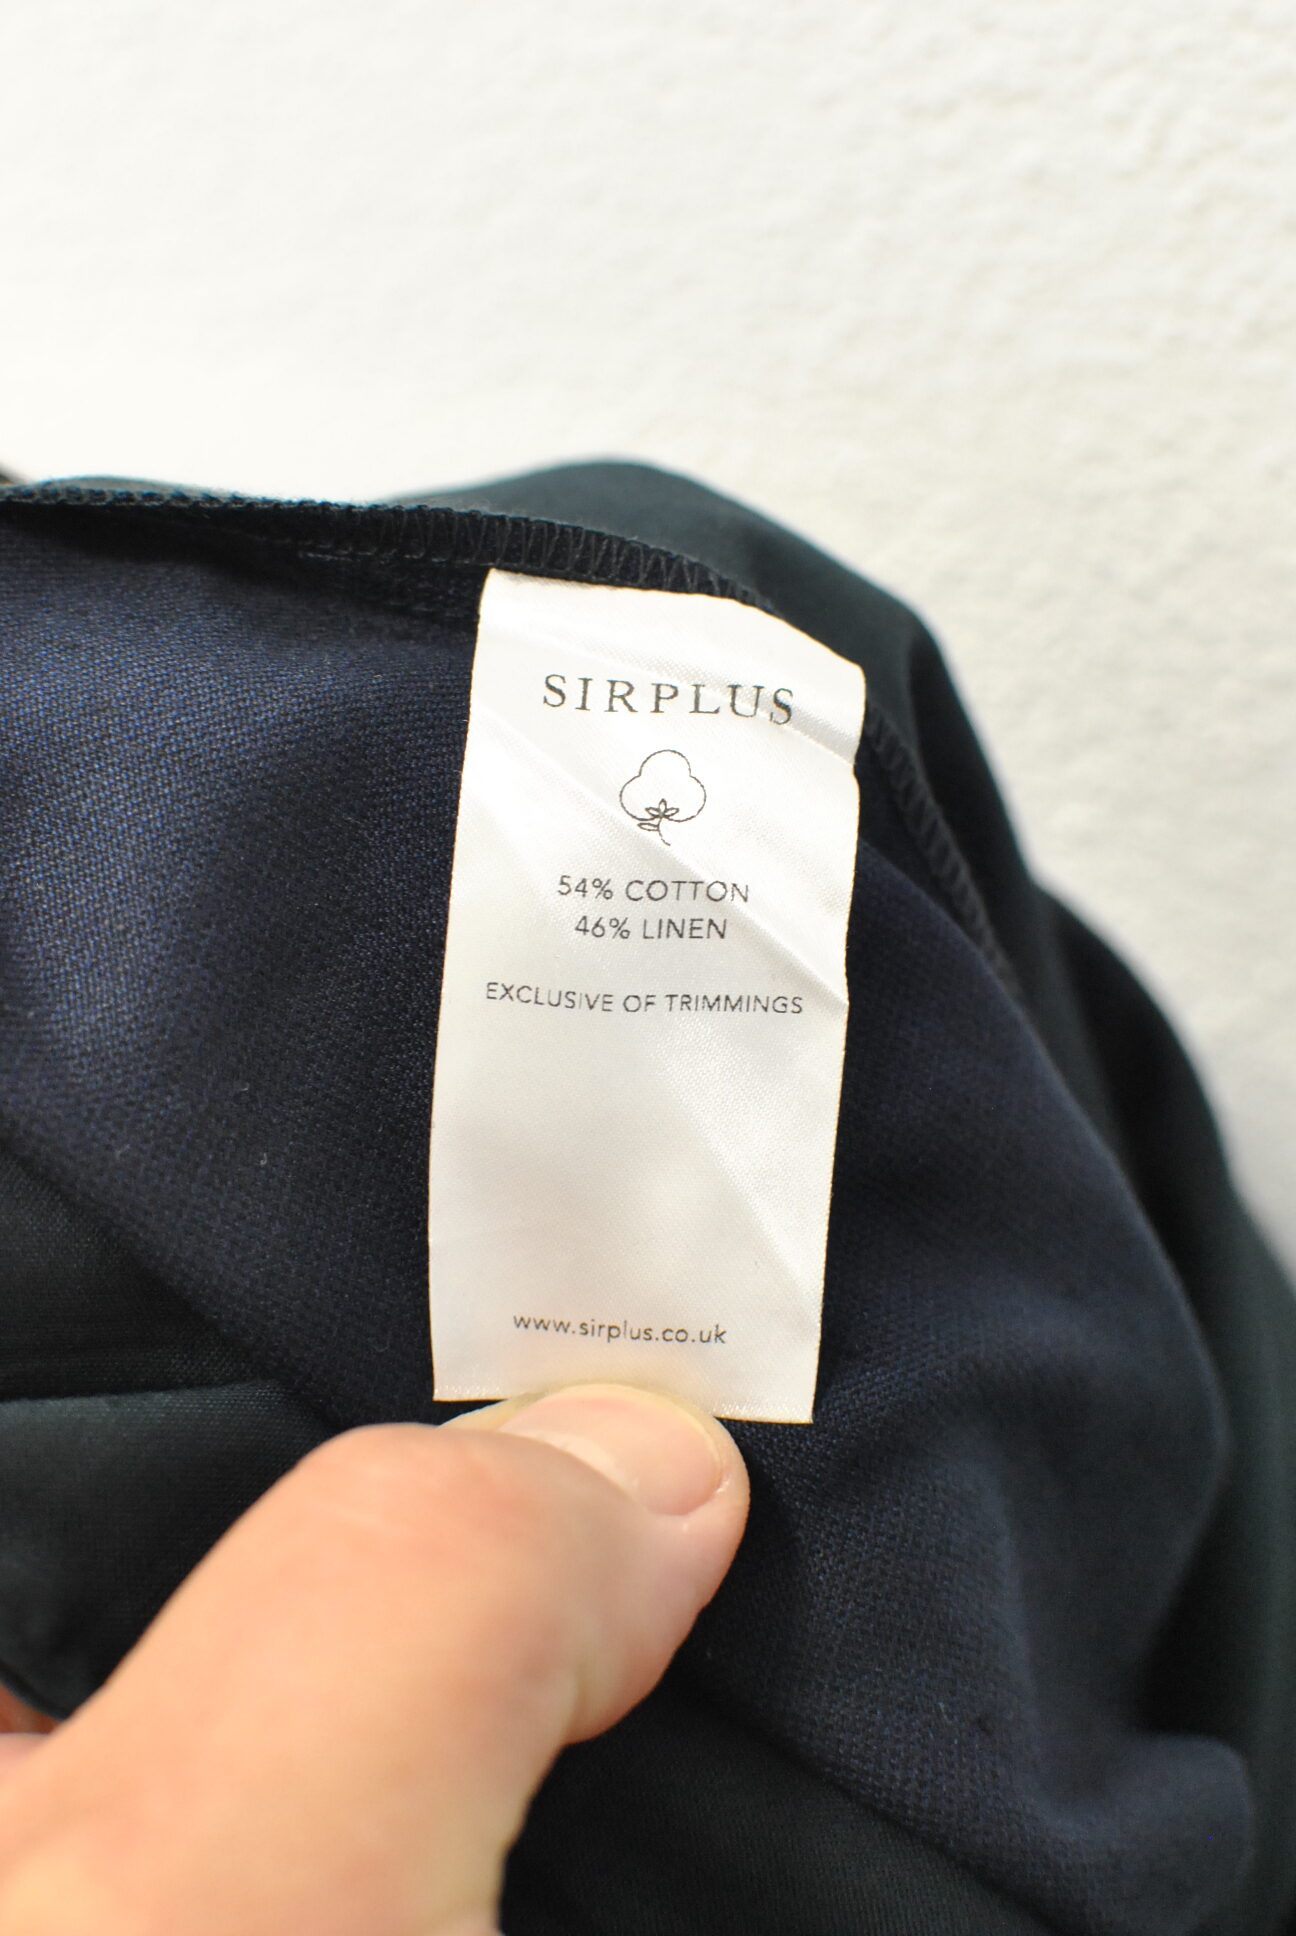 SIRPLUS
54% COTTON
46% LINEN
EXCLUSIVE OF TRIMMINGS
www.sirplus.co.uk